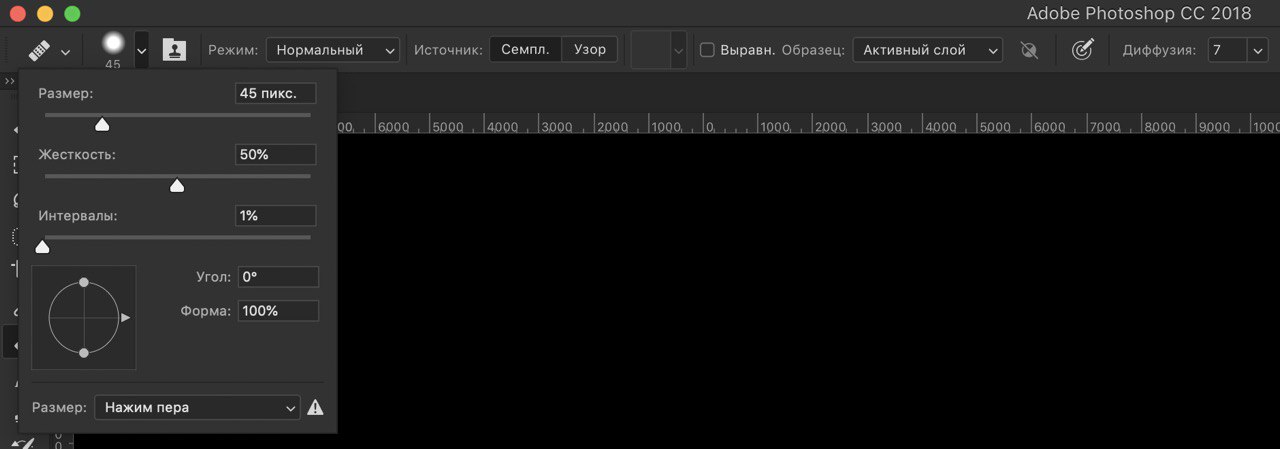 Adobe Photoshop CC 2018
45 Режим: Нормальный Источник: Семпл. Узор Выравн. Образец: Активный слой Диффузия: 7
Размер: 45 пикс.
5000 4000 3000 2000 1000 0 1000 2000 3000 4000 5000 6000 7000 8000 9000 1000
Жесткость: 50%
Интервалы: 1%
Угол: 0°
Форма: 100%
Размер: Нажим пера